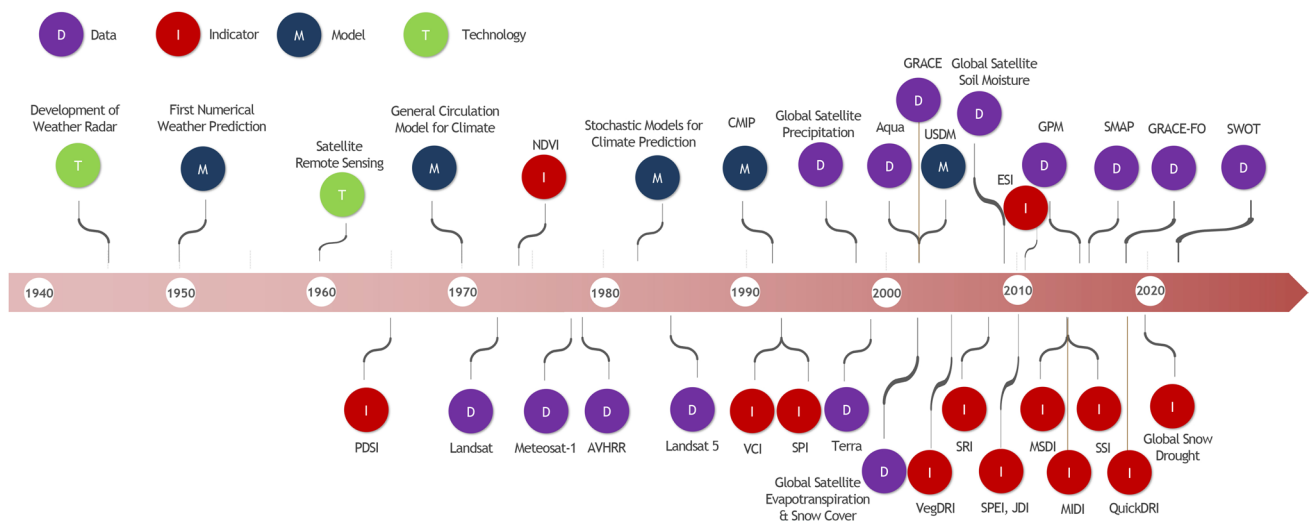 D Data
I Indicator
M Model
T Technology
Development of
Weather Radar
T
First Numerical
Weather Prediction
M
Satellite
Remote Sensing
T
General Circulation
Model for Climate
M
NDVI
I
Stochastic Models for
Climate Prediction
M
CMIP
M
Global Satellite
Precipitation
D
Aqua
D
GRACE
D
USDM
M
Global Satellite
Soil Moisture
D
ESI
I
GPM
D
SMAP
D
GRACE-FO
D
SWOT
D
1940 1950 1960 1970 1980 1990 2000 2010 2020
I
PDSI
D
Landsat
D
Meteosat-1
D
AVHRR
D
Landsat 5
I
VCI
I
SPI
D
Terra
D
Global Satellite
Evapotranspiration
& Snow Cover
I
VegDRI
I
SRI
I
SPEI, JDI
I
MSDI
I
MIDI
I
SSI
I
QuickDRI
I
Global Snow
Drought